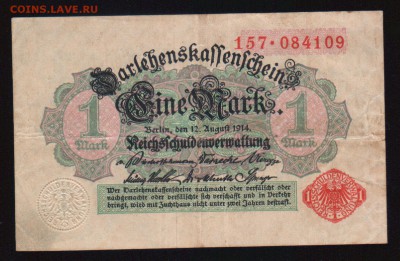 COINS.LAVE.RU
157·084109
Darlehenskassenschein
Eine Mark.
1
Mark
1
Mark
Berlin, den 12. August 1914.
Reichsschuldenverwaltung
Wer Darlehenskassenscheine nachmacht oder verfälscht oder
nachgemachte oder verfälschte sich verschafft und in Verkehr
bringt, wird mit Zuchthaus nicht unter zwei Jahren bestraft.
1